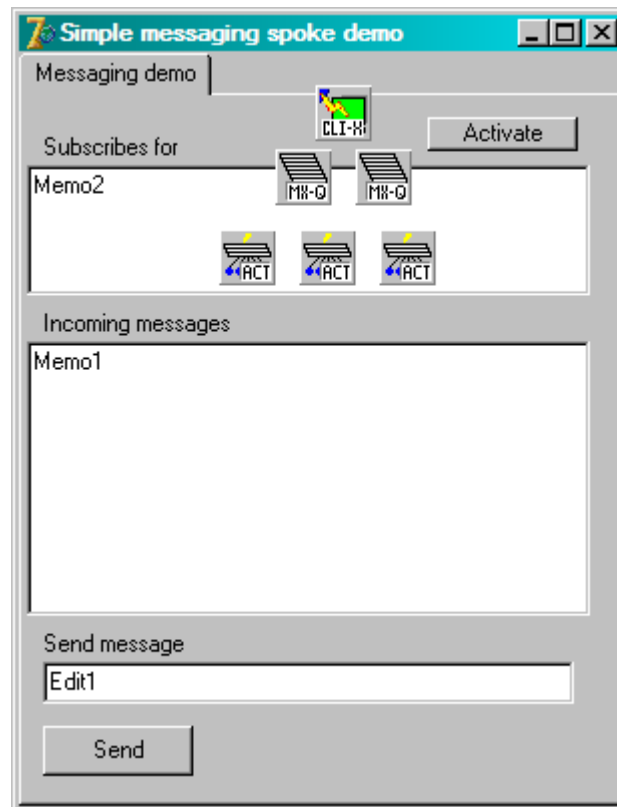 Simple messaging spoke demo
Messaging demo
CLI-Xi
Activate
Subscribes for
MX-Q MX-Q
Memo2
ACT ACT ACT
Incoming messages
Memo1
Send message
Edit1
Send